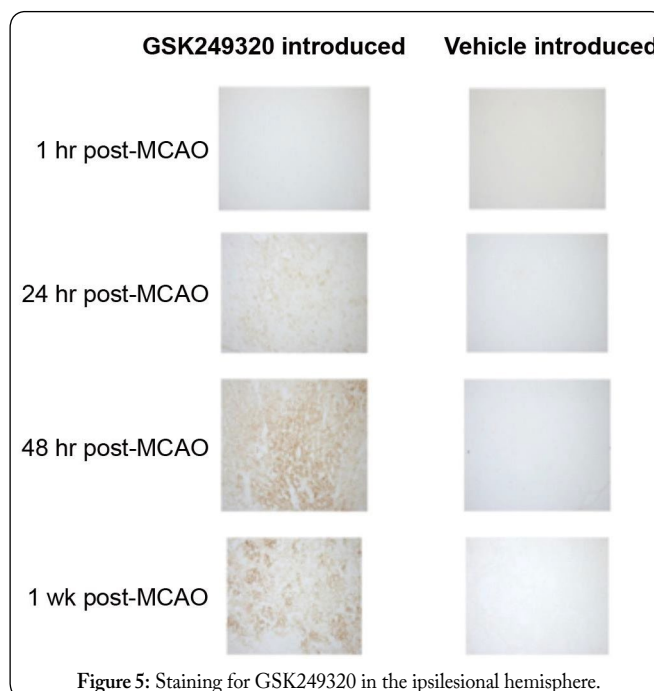 GSK249320 introduced Vehicle introduced
1 hr post-MCAO
24 hr post-MCAO
48 hr post-MCAO
1 wk post-MCAO
Figure 5: Staining for GSK249320 in the ipsilesional hemisphere.